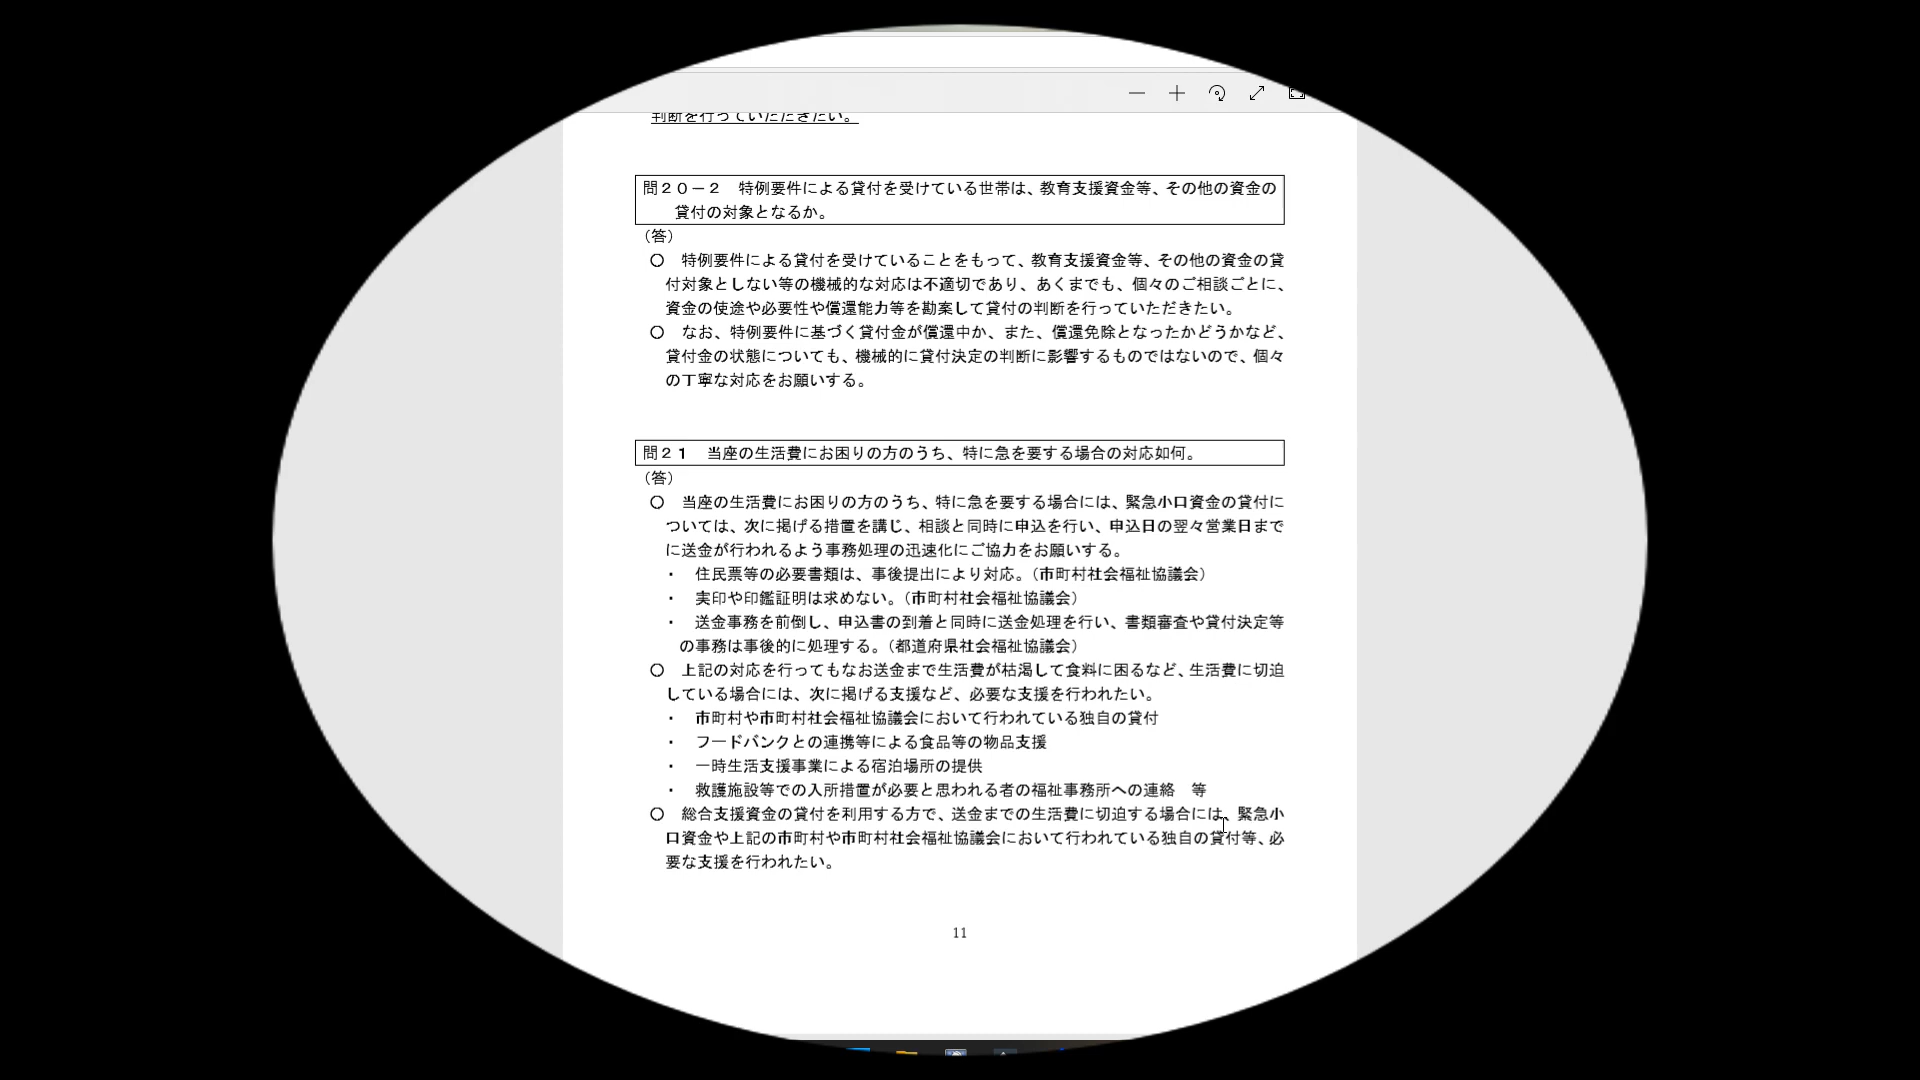 判断を行っていただきたい。
問20－2　特例要件による貸付を受けている世帯は、教育支援資金等、その他の資金の
貸付の対象となるか。
（答）
○　特例要件による貸付を受けていることをもって、教育支援資金等、その他の資金の貸
付対象としない等の機械的な対応は不適切であり、あくまでも、個々のご相談ごとに、
資金の使途や必要性や償還能力等を勘案して貸付の判断を行っていただきたい。
○　なお、特例要件に基づく貸付金が償還中か、また、償還免除となったかどうかなど、
貸付金の状態についても、機械的に貸付決定の判断に影響するものではないので、個々
の丁寧な対応をお願いする。
問21　当座の生活費にお困りの方のうち、特に急を要する場合の対応如何。
（答）
○　当座の生活費にお困りの方のうち、特に急を要する場合には、緊急小口資金の貸付に
ついては、次に掲げる措置を講じ、相談と同時に申込を行い、申込日の翌々営業日まで
に送金が行われるよう事務処理の迅速化にご協力をお願いする。
・　住民票等の必要書類は、事後提出により対応。（市町村社会福祉協議会）
・　実印や印鑑証明は求めない。（市町村社会福祉協議会）
・　送金事務を前倒し、申込書の到着と同時に送金処理を行い、書類審査や貸付決定等
の事務は事後的に処理する。（都道府県社会福祉協議会）
○　上記の対応を行ってもなお送金まで生活費が枯渇して食料に困るなど、生活費に切迫
している場合には、次に掲げる支援など、必要な支援を行われたい。
・　市町村や市町村社会福祉協議会において行われている独自の貸付
・　フードバンクとの連携等による食品等の物品支援
・　一時生活支援事業による宿泊場所の提供
・　救護施設等での入所措置が必要と思われる者の福祉事務所への連絡　等
○　総合支援資金の貸付を利用する方で、送金までの生活費に切迫する場合には、緊急小
口資金や上記の市町村や市町村社会福祉協議会において行われている独自の貸付等、必
要な支援を行われたい。
11